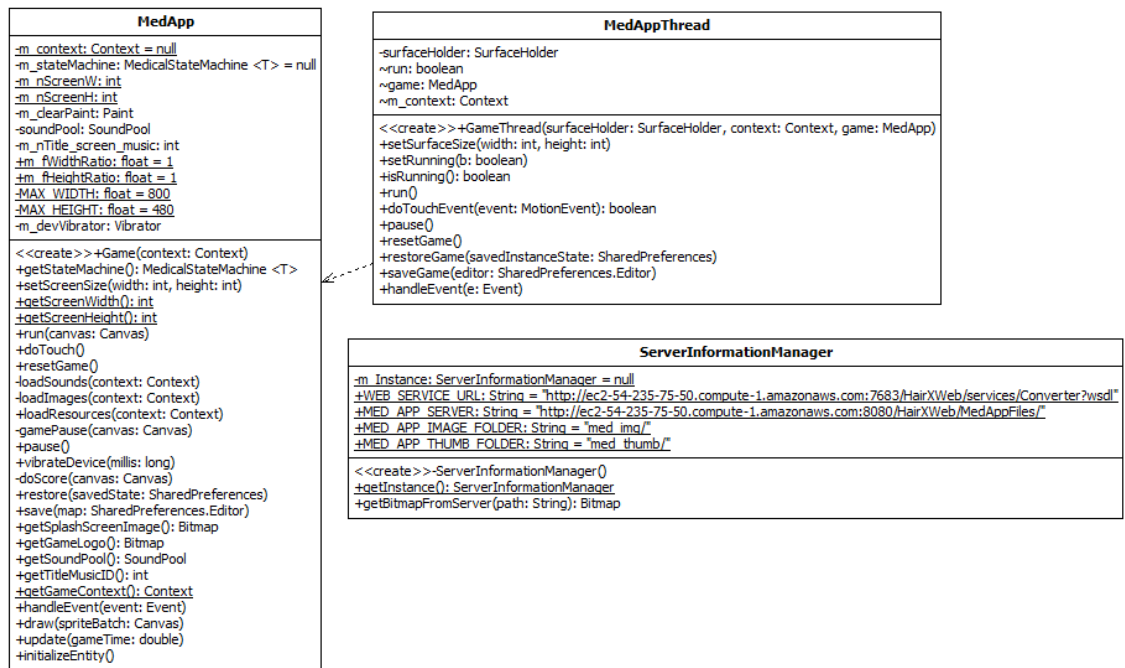 MedApp
-m_context: Context = null
-m_stateMachine: MedicalStateMachine <T> = null
-m_nScreenW: int
-m_nScreenH: int
-m_clearPaint: Paint
-soundPool: SoundPool
-m_nTitle_screen_music: int
+m_fWidthRatio: float = 1
+m_fHeightRatio: float = 1
-MAX_WIDTH: float = 800
-MAX_HEIGHT: float = 480
-m_devVibrator: Vibrator
<<create>>+Game(context: Context)
+getStateMachine(): MedicalStateMachine <T>
+setScreenSize(width: int, height: int)
+getScreenWidth(): int
+getScreenHeight(): int
+run(canvas: Canvas)
+doTouch()
+resetGame()
-loadSounds(context: Context)
-loadImages(context: Context)
+loadResources(context: Context)
-gamePause(canvas: Canvas)
+pause()
+vibrateDevice(millis: long)
-doScore(canvas: Canvas)
+restore(savedState: SharedPreferences)
+save(map: SharedPreferences.Editor)
+getSplashScreenImage(): Bitmap
+getGameLogo(): Bitmap
+getSoundPool(): SoundPool
+getTitleMusicID(): int
+getGameContext(): Context
+handleEvent(event: Event)
+draw(spriteBatch: Canvas)
+update(gameTime: double)
+initializeEntity()
MedAppThread
-surfaceHolder: SurfaceHolder
~run: boolean
~game: MedApp
~m_context: Context
<<create>>+GameThread(surfaceHolder: SurfaceHolder, context: Context, game: MedApp)
+setSurfaceSize(width: int, height: int)
+setRunning(b: boolean)
+isRunning(): boolean
+run()
+doTouchEvent(event: MotionEvent): boolean
+pause()
+resetGame()
+restoreGame(savedInstanceState: SharedPreferences)
+saveGame(editor: SharedPreferences.Editor)
+handleEvent(e: Event)
ServerInformationManager
-m_Instance: ServerInformationManager = null
+WEB_SERVICE_URL: String = "http://ec2-54-235-75-50.compute-1.amazonaws.com:7683/HairXWeb/services/Converter?wsdl"
+MED_APP_SERVER: String = "http://ec2-54-235-75-50.compute-1.amazonaws.com:8080/HairXWeb/MedAppFiles/"
+MED_APP_IMAGE_FOLDER: String = "med_img/"
+MED_APP_THUMB_FOLDER: String = "med_thumb/"
<<create>>-ServerInformationManager()
+getInstance(): ServerInformationManager
+getBitmapFromServer(path: String): Bitmap